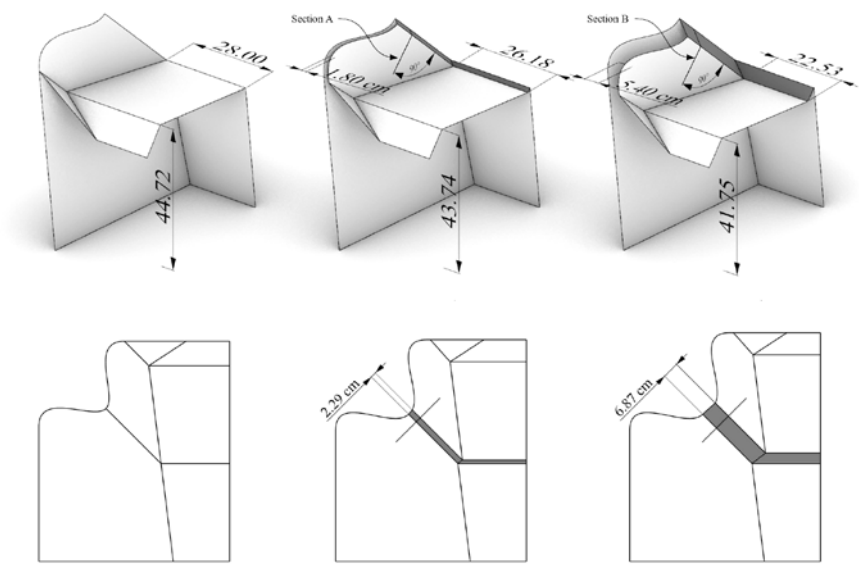 28.00
44.72
Section A
90°
1.80 cm
26.18
43.74
Section B
90°
5.40 cm
22.53
41.75
2.29 cm
6.87 cm